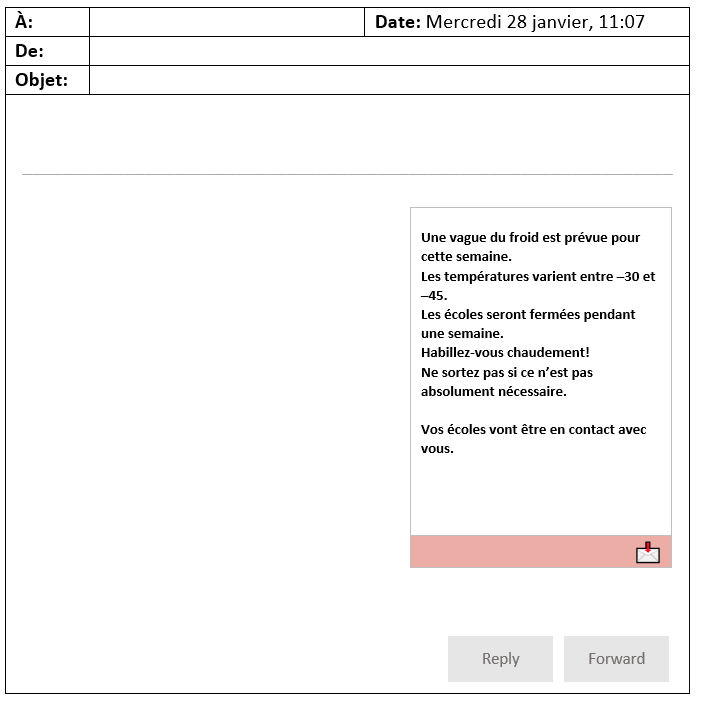 À:
Date: Mercredi 28 janvier, 11:07
De:
Objet:
Une vague du froid est prévue pour
cette semaine.
Les températures varient entre –30 et
–45.
Les écoles seront fermées pendant
une semaine.
Habillez-vous chaudement!
Ne sortez pas si ce n’est pas
absolument nécessaire.
Vos écoles vont être en contact avec
vous.
Reply
Forward